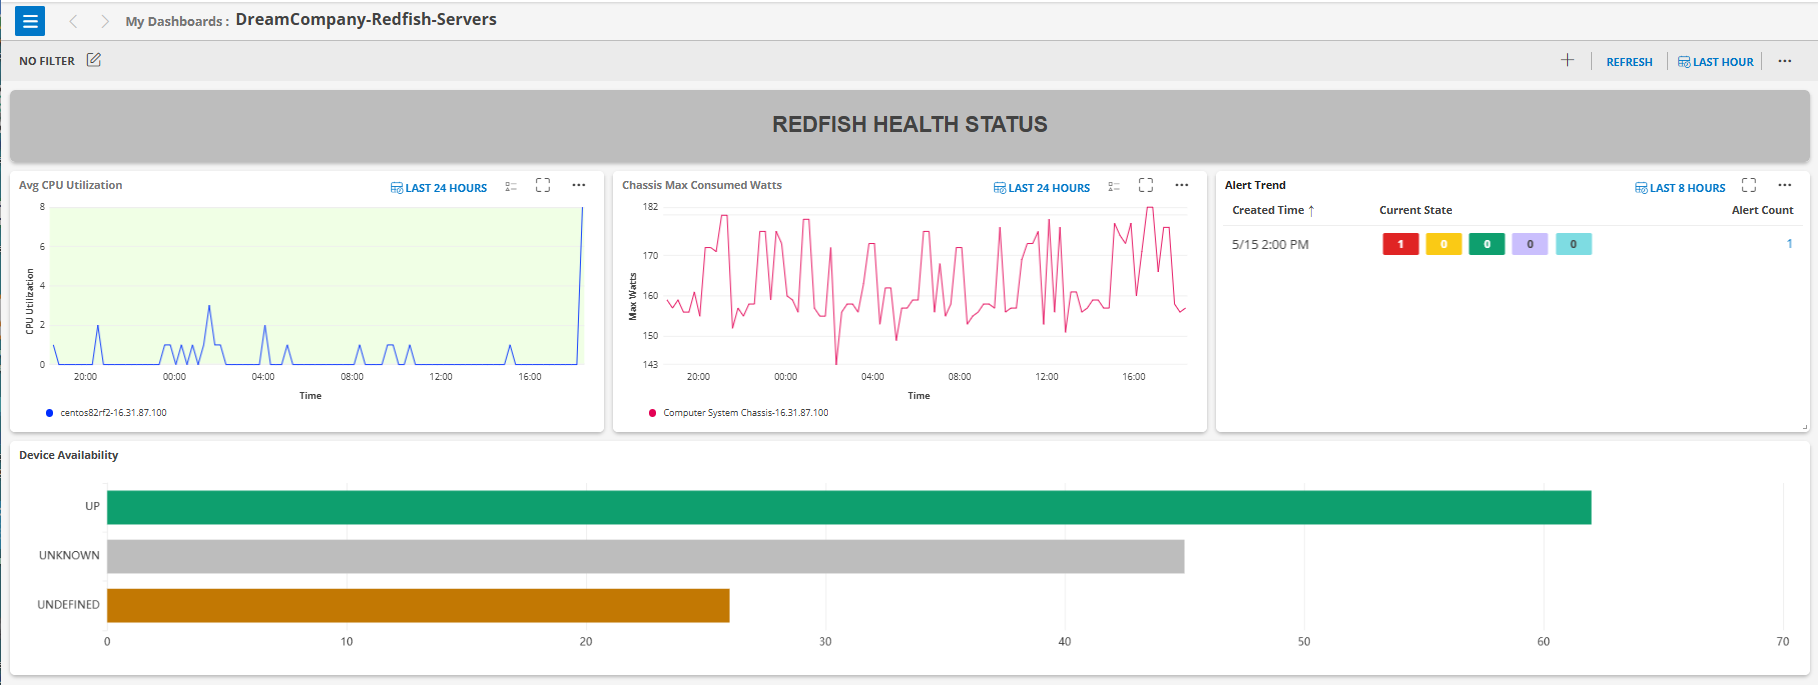 My Dashboards : DreamCompany-Redfish-Servers
NO FILTER
REFRESH
LAST HOUR
REDFISH HEALTH STATUS
Avg CPU Utilization
LAST 24 HOURS
8
6
4
2
0
CPU Utilization
20:00 00:00 04:00 08:00 12:00 16:00
Time
centos82rf2-16.31.87.100
Chassis Max Consumed Watts
LAST 24 HOURS
182
170
160
150
143
Max Watts
20:00 00:00 04:00 08:00 12:00 16:00
Time
Computer System Chassis-16.31.87.100
Alert Trend
LAST 8 HOURS
Created Time ↑ Current State Alert Count
5/15 2:00 PM 1 0 0 0 0 1
Device Availability
UP
UNKNOWN
UNDEFINED
0 10 20 30 40 50 60 70